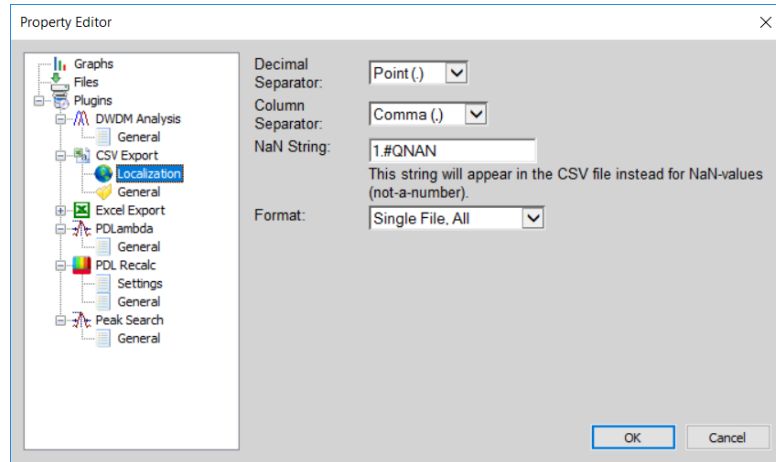 Property Editor
Graphs
Files
Plugins
DWDM Analysis
General
CSV Export
Localization
General
Excel Export
PDLambda
General
PDL Recalc
Settings
General
Peak Search
General
Decimal
Separator:
Point (.)
Column
Separator:
Comma (,)
NaN String:
1.#QNAN
This string will appear in the CSV file instead for NaN-values
(not-a-number).
Format:
Single File, All
OK
Cancel